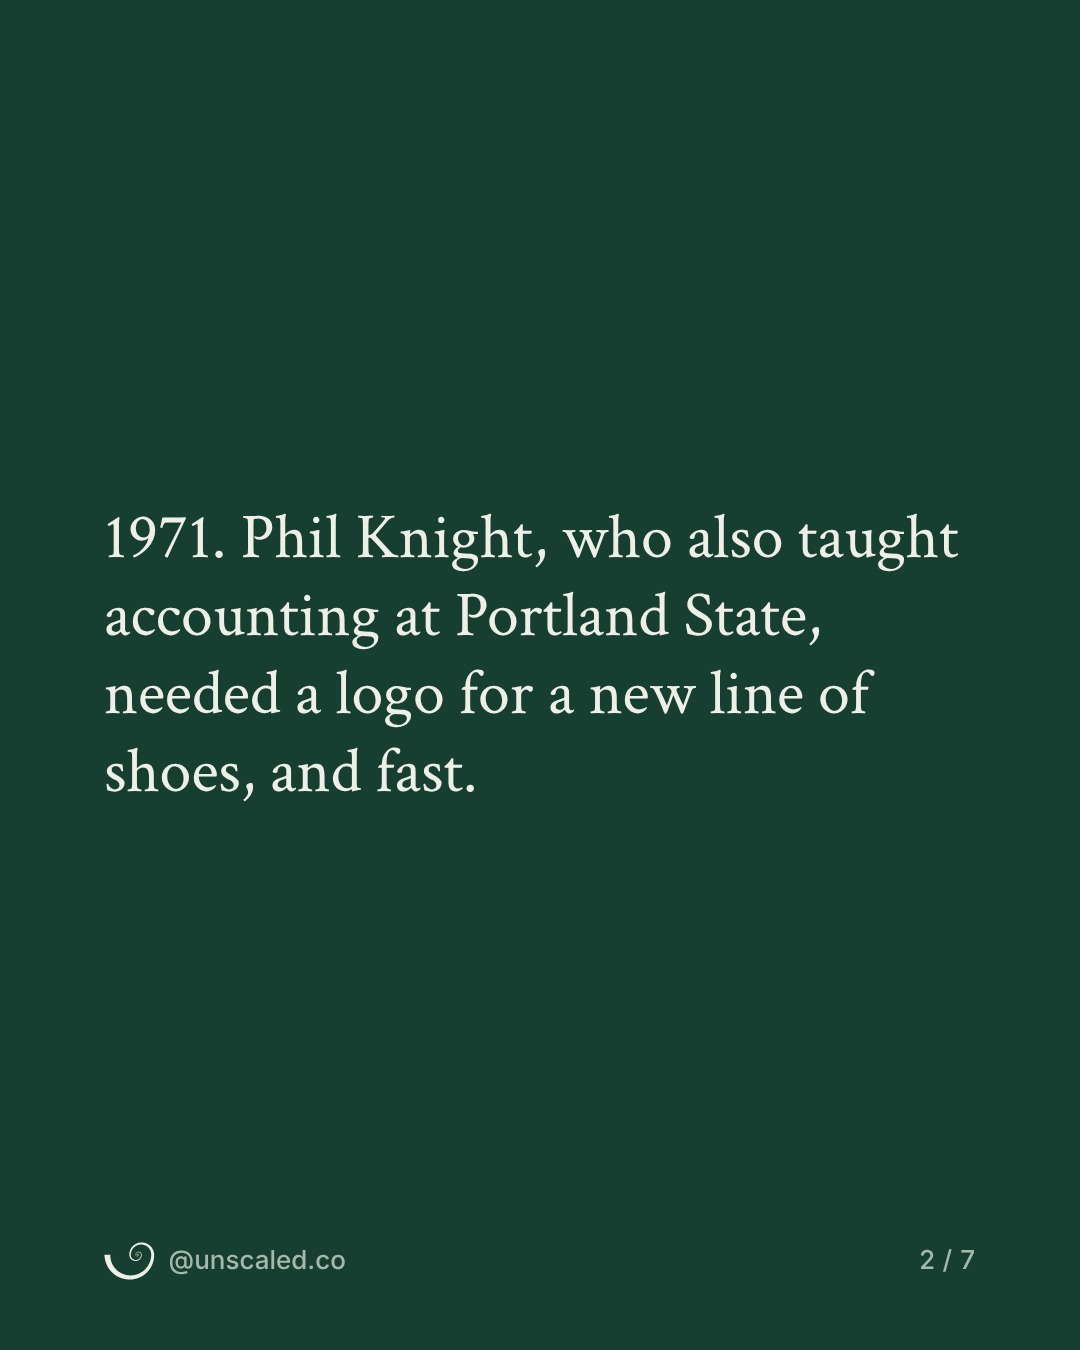 1971. Phil Knight, who also taught
accounting at Portland State,
needed a logo for a new line of
shoes, and fast.
@unscaled.co
2 / 7